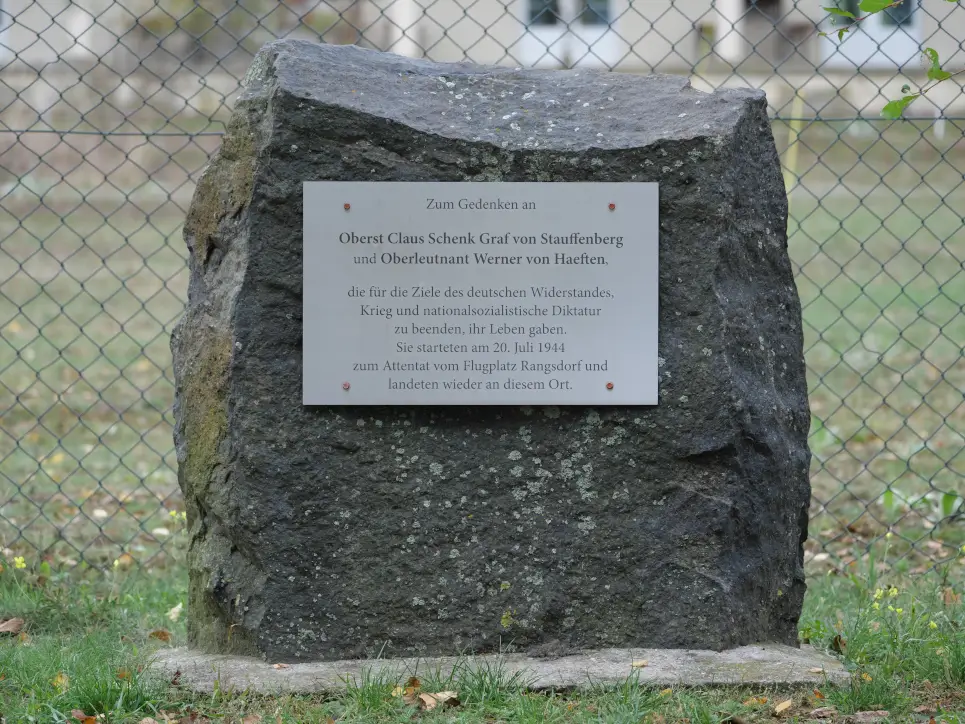 Zum Gedenken an
Oberst Claus Schenk Graf von Stauffenberg
und Oberleutnant Werner von Haeften,
die für die Ziele des deutschen Widerstandes,
Krieg und nationalsozialistische Diktatur
zu beenden, ihr Leben gaben.
Sie starteten am 20. Juli 1944
zum Attentat vom Flugplatz Rangsdorf und
landeten wieder an diesem Ort.